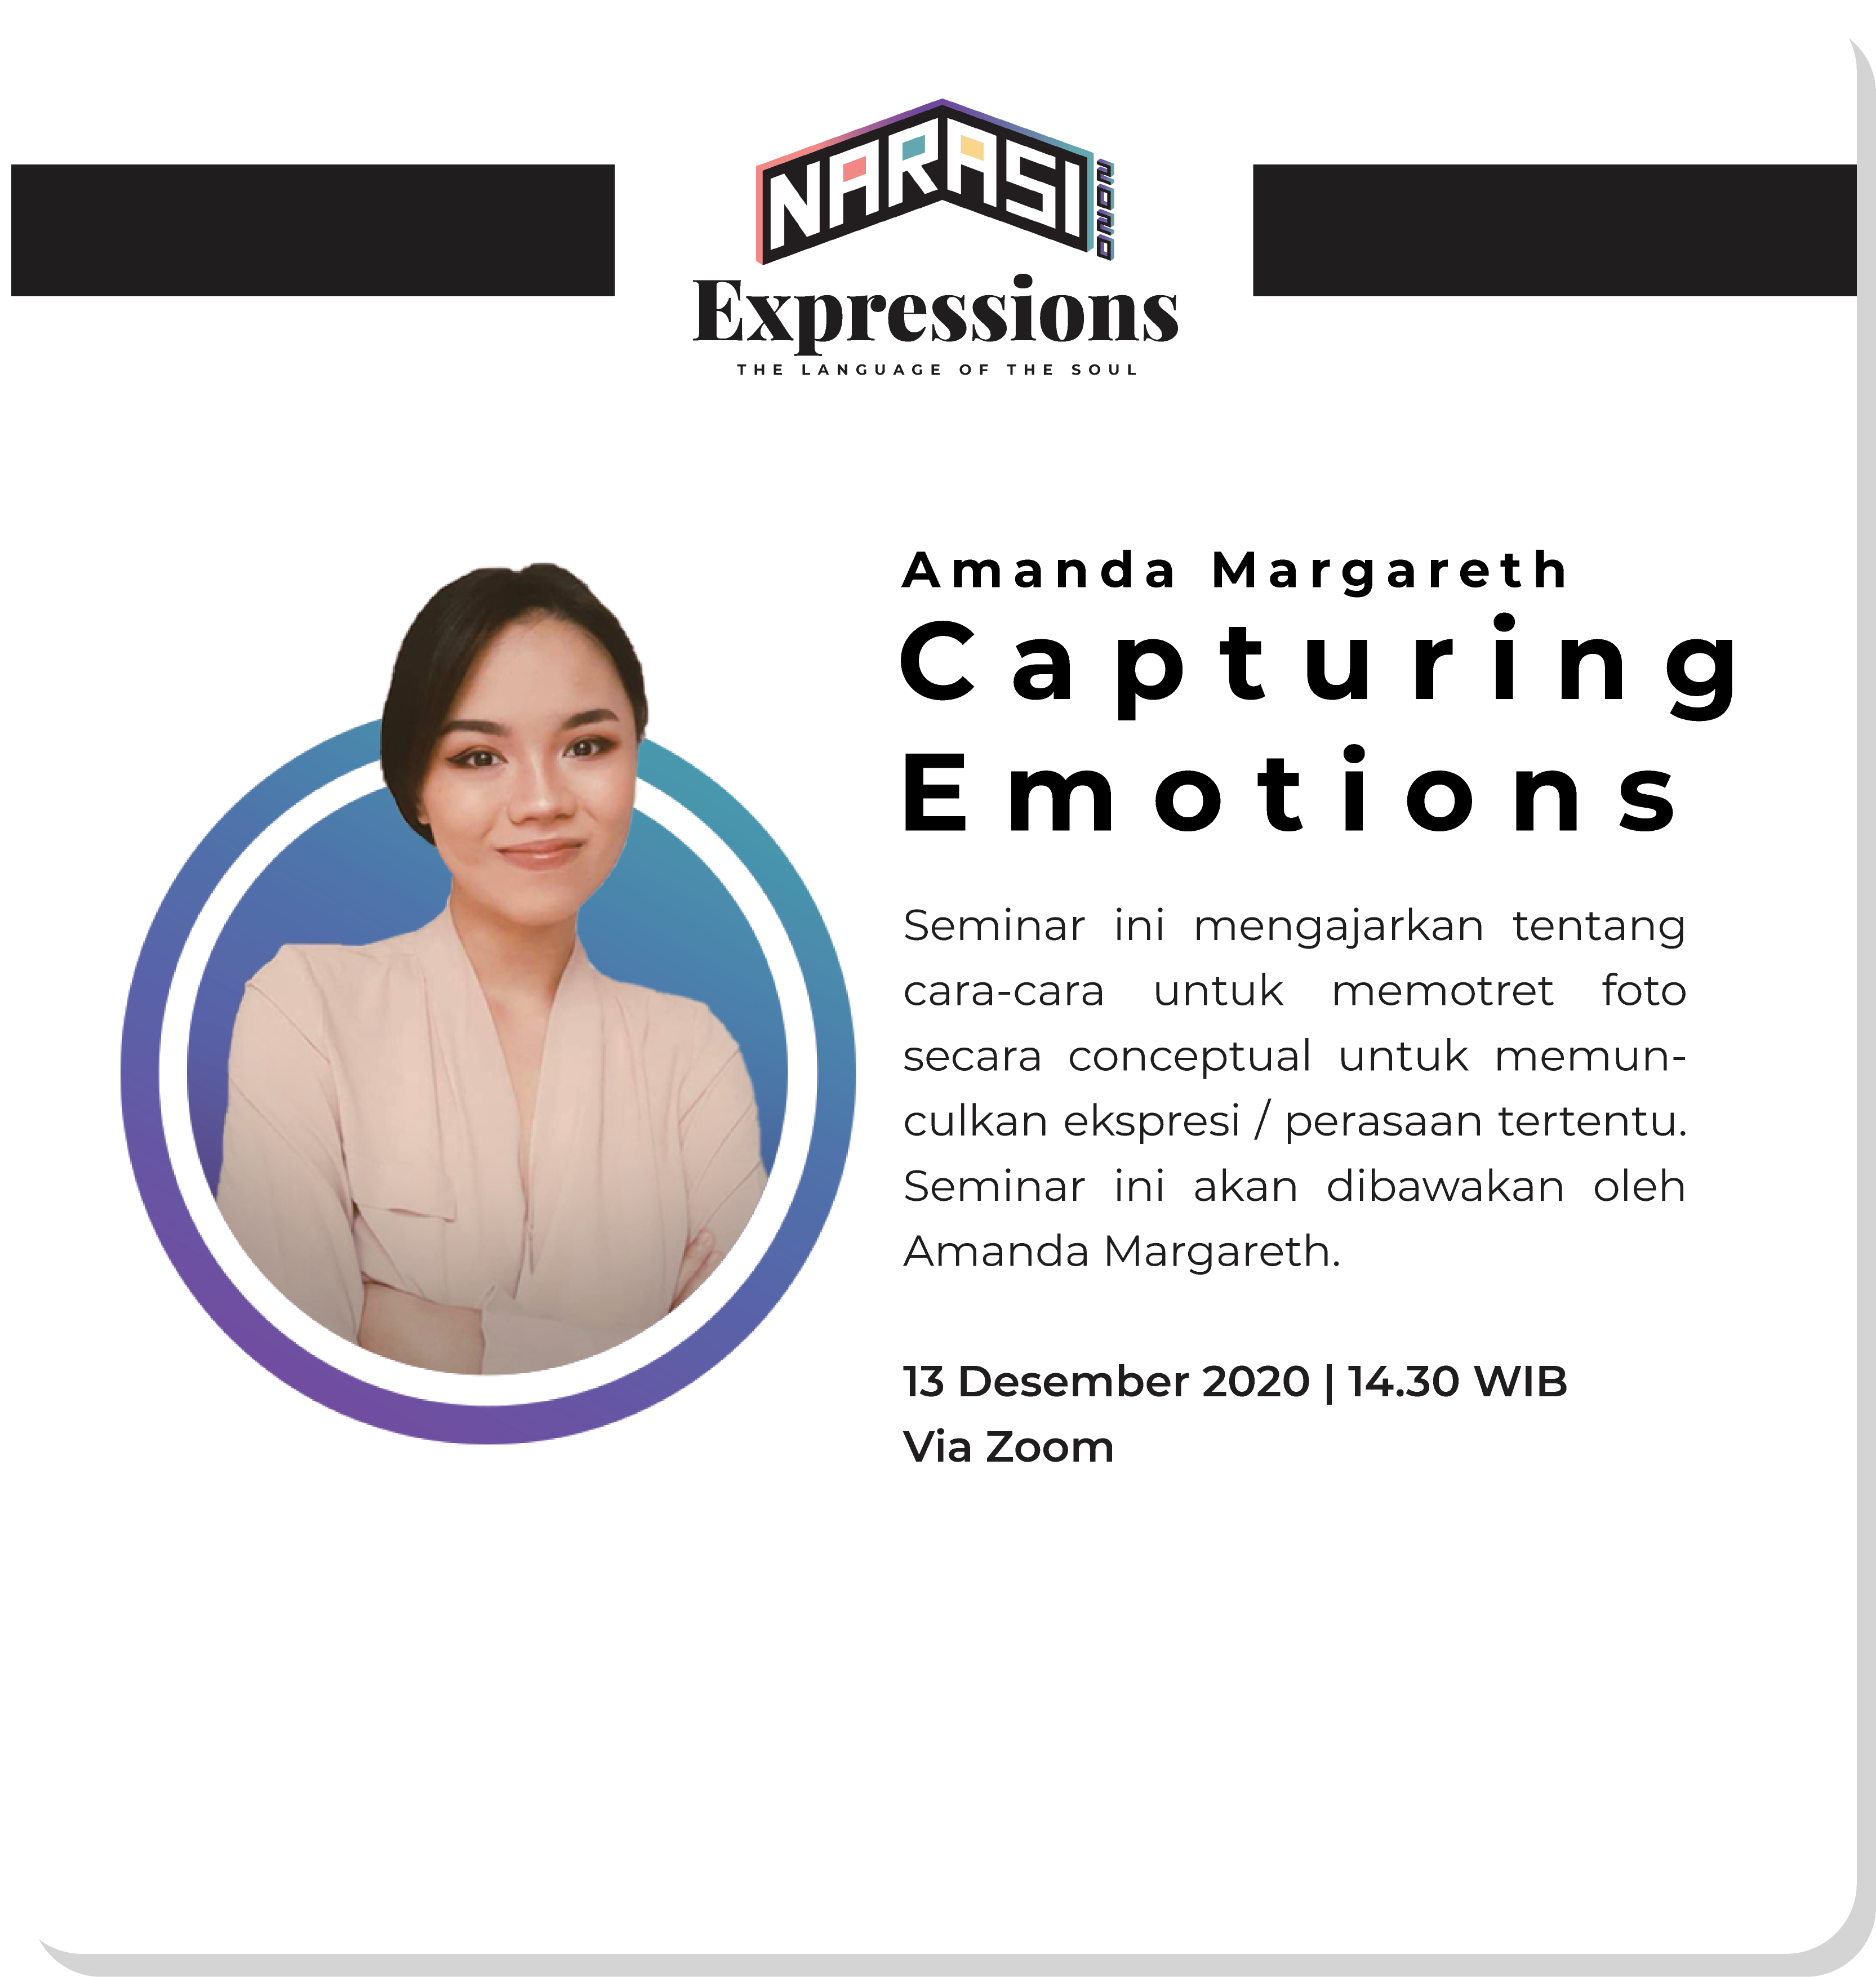 NARASI
2020
Expressions
THE LANGUAGE OF THE SOUL
Amanda Margareth
Capturing
Emotions
Seminar ini mengajarkan tentang
cara-cara untuk memotret foto
secara conceptual untuk memun-
culkan ekspresi / perasaan tertentu.
Seminar ini akan dibawakan oleh
Amanda Margareth.
13 Desember 2020 | 14.30 WIB
Via Zoom